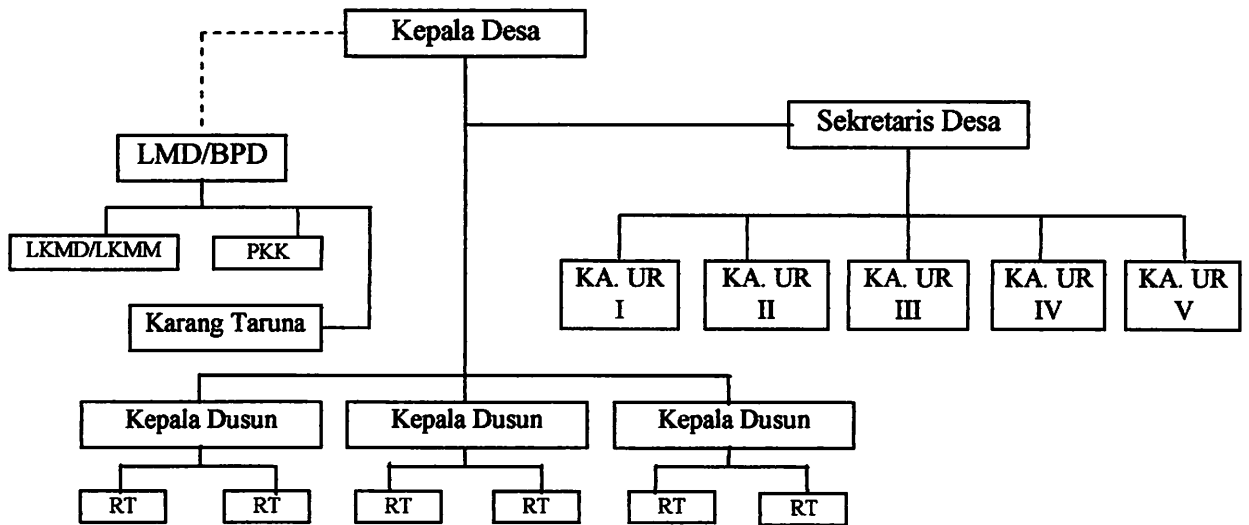 Kepala Desa
Sekretaris Desa
LMD/BPD
LKMD/LKMM
PKK
KA. UR
I
KA. UR
II
KA. UR
III
KA. UR
IV
KA. UR
V
Karang Taruna
Kepala Dusun
Kepala Dusun
Kepala Dusun
RT
RT
RT
RT
RT
RT